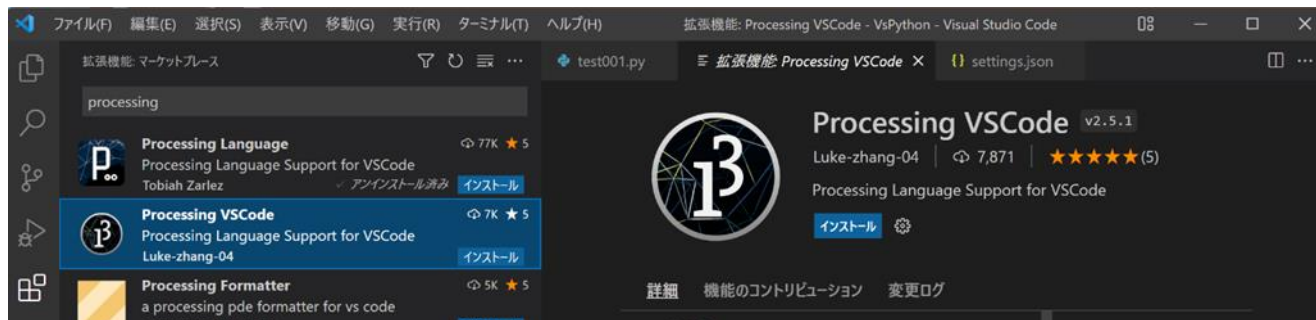 ファイル(F) 編集(E) 選択(S) 表示(V) 移動(G) 実行(R) ターミナル(T) ヘルプ(H) 拡張機能: Processing VSCode - VsPython - Visual Studio Code
拡張機能: マーケットプレース
test001.py
拡張機能: Processing VSCode
{} settings.json
processing
Processing Language 77K ★ 5
Processing Language Support for VSCode
Tobiah Zarlez ✓ アンインストール済み インストール
Processing VSCode 7K ★ 5
Processing Language Support for VSCode
Luke-zhang-04 インストール
Processing Formatter 5K ★ 5
a processing pde formatter for vs code
Processing VSCode v2.5.1
Luke-zhang-04 | 7,871 | ★★★★★(5)
Processing Language Support for VSCode
インストール
詳細 機能のコントリビューション 変更ログ